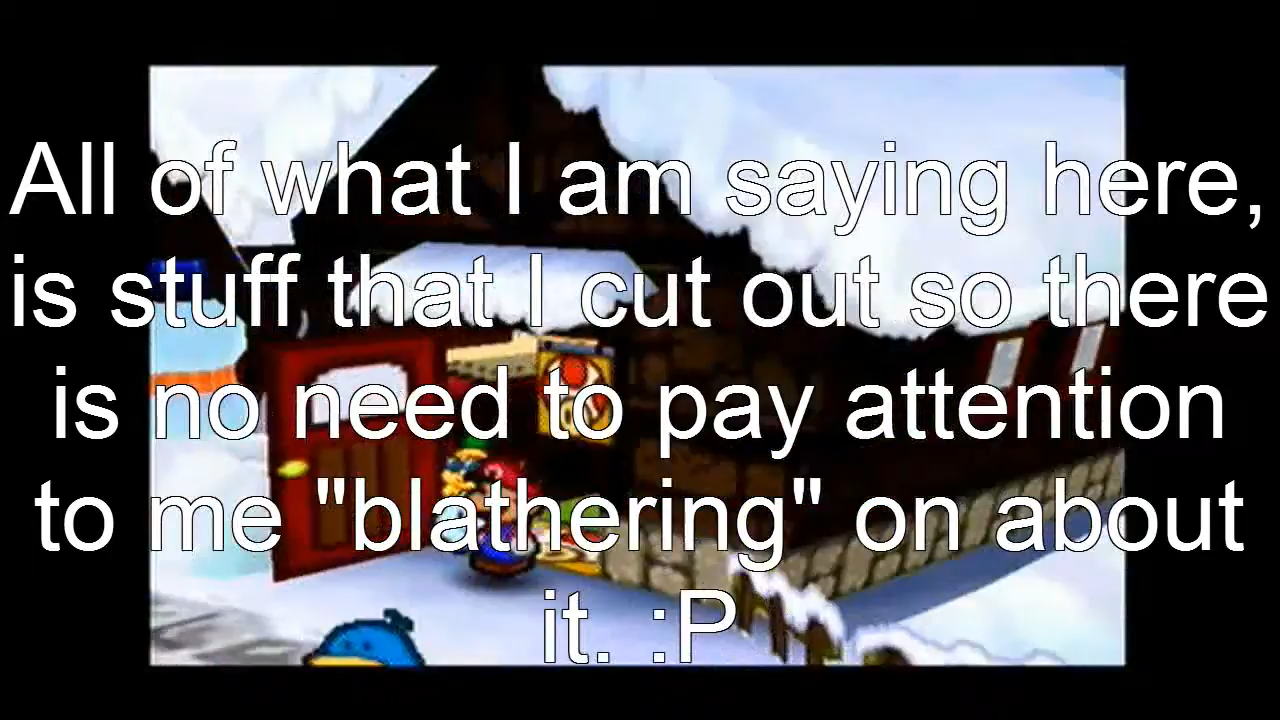 All of what I am saying here,
is stuff that I cut out so there
is no need to pay attention
to me "blathering" on about
it. :P